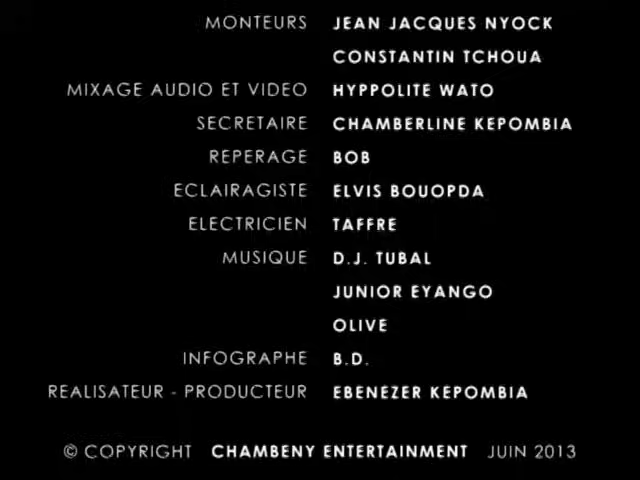 MONTEURS JEAN JACQUES NYOCK
CONSTANTIN TCHOUA
MIXAGE AUDIO ET VIDEO HYPPOLITE WATO
SECRETAIRE CHAMBERLINE KEPOMBIA
REPERAGE BOB
ECLAIRAGISTE ELVIS BOUOPDA
ELECTRICIEN TAFFRE
MUSIQUE D.J. TUBAL
JUNIOR EYANGO
OLIVE
INFOGRAPHE B.D.
REALISATEUR - PRODUCTEUR EBENEZER KEPOMBIA
© COPYRIGHT CHAMBENY ENTERTAINMENT JUIN 2013